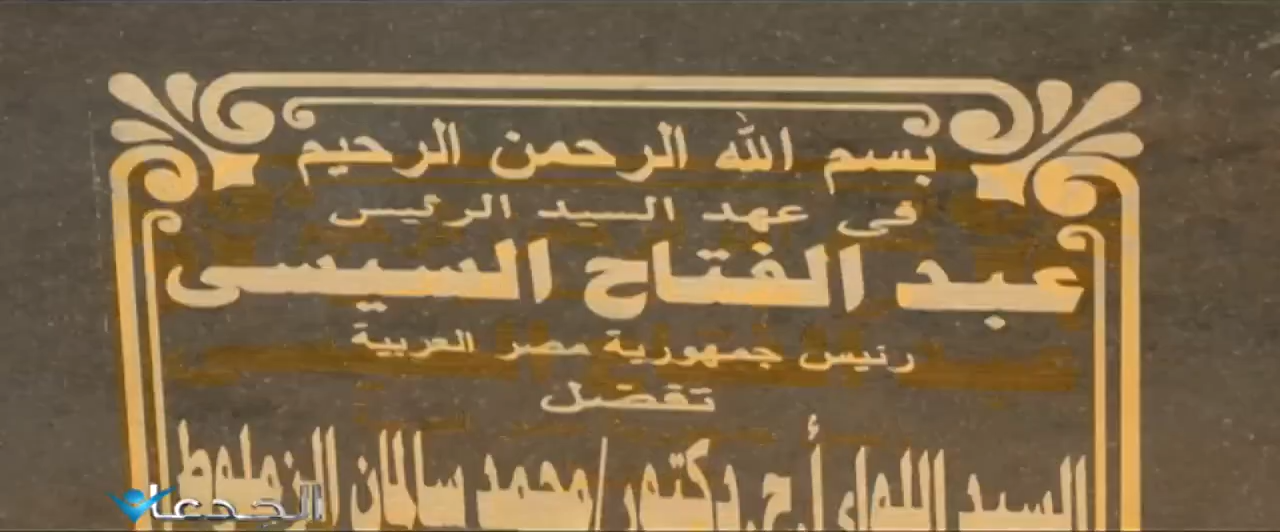 بسم الله الرحمن الرحيم
فى عهد السيد الرئيس
عبد الفتاح السيسى
رئيس جمهورية مصر العربية
تفضل
السيد اللواء أ.ح. دكتور/محمد سالمان الزملوط
الجدعان